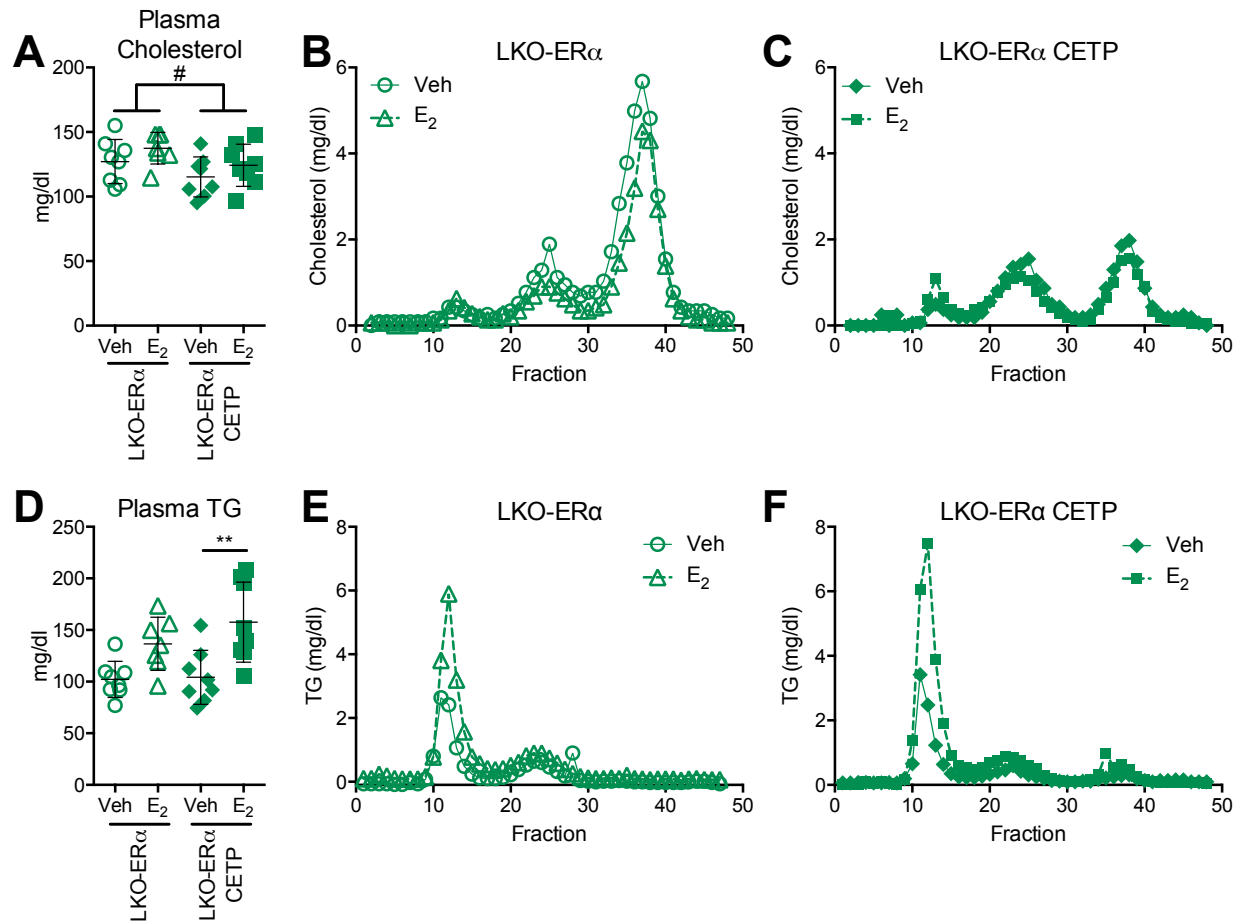 A
Plasma
Cholesterol
200
150
100
50
0
mg/dl
#
Veh E₂ Veh E₂
LKO-ERα
LKO-ERα
CETP
B
LKO-ERα
Veh
E₂
6
4
2
0
Cholesterol (mg/dl)
0 10 20 30 40 50
Fraction
C
LKO-ERα CETP
Veh
E₂
6
4
2
0
Cholesterol (mg/dl)
0 10 20 30 40 50
Fraction
D
Plasma TG
250
200
150
100
50
0
mg/dl
**
Veh E₂ Veh E₂
LKO-ERα
LKO-ERα
CETP
E
LKO-ERα
Veh
E₂
8
6
4
2
0
TG (mg/dl)
0 10 20 30 40 50
Fraction
F
LKO-ERα CETP
Veh
E₂
8
6
4
2
0
TG (mg/dl)
0 10 20 30 40 50
Fraction